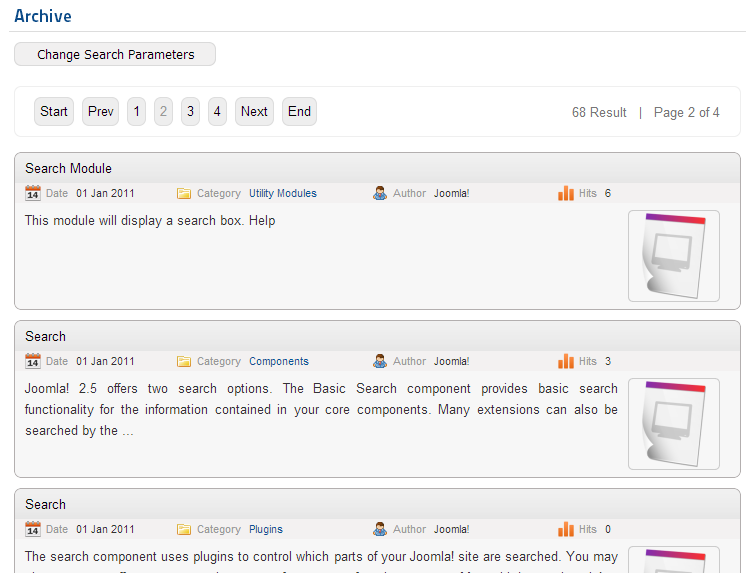 Archive
Change Search Parameters
Start Prev 1 2 3 4 Next End 68 Result | Page 2 of 4
Search Module
14 Date 01 Jan 2011 Category Utility Modules Author Joomla! Hits 6
This module will display a search box. Help
Search
14 Date 01 Jan 2011 Category Components Author Joomla! Hits 3
Joomla! 2.5 offers two search options. The Basic Search component provides basic search
functionality for the information contained in your core components. Many extensions can also be
searched by the ...
Search
14 Date 01 Jan 2011 Category Plugins Author Joomla! Hits 0
The search component uses plugins to control which parts of your Joomla! site are searched. You may